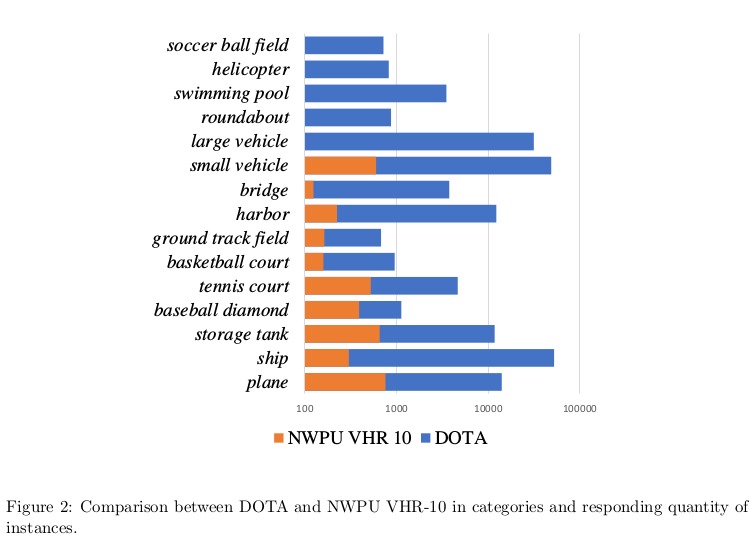 soccer ball field
helicopter
swimming pool
roundabout
large vehicle
small vehicle
bridge
harbor
ground track field
basketball court
tennis court
baseball diamond
storage tank
ship
plane
100 1000 10000 100000
NWPU VHR 10 DOTA
Figure 2: Comparison between DOTA and NWPU VHR-10 in categories and responding quantity of
instances.